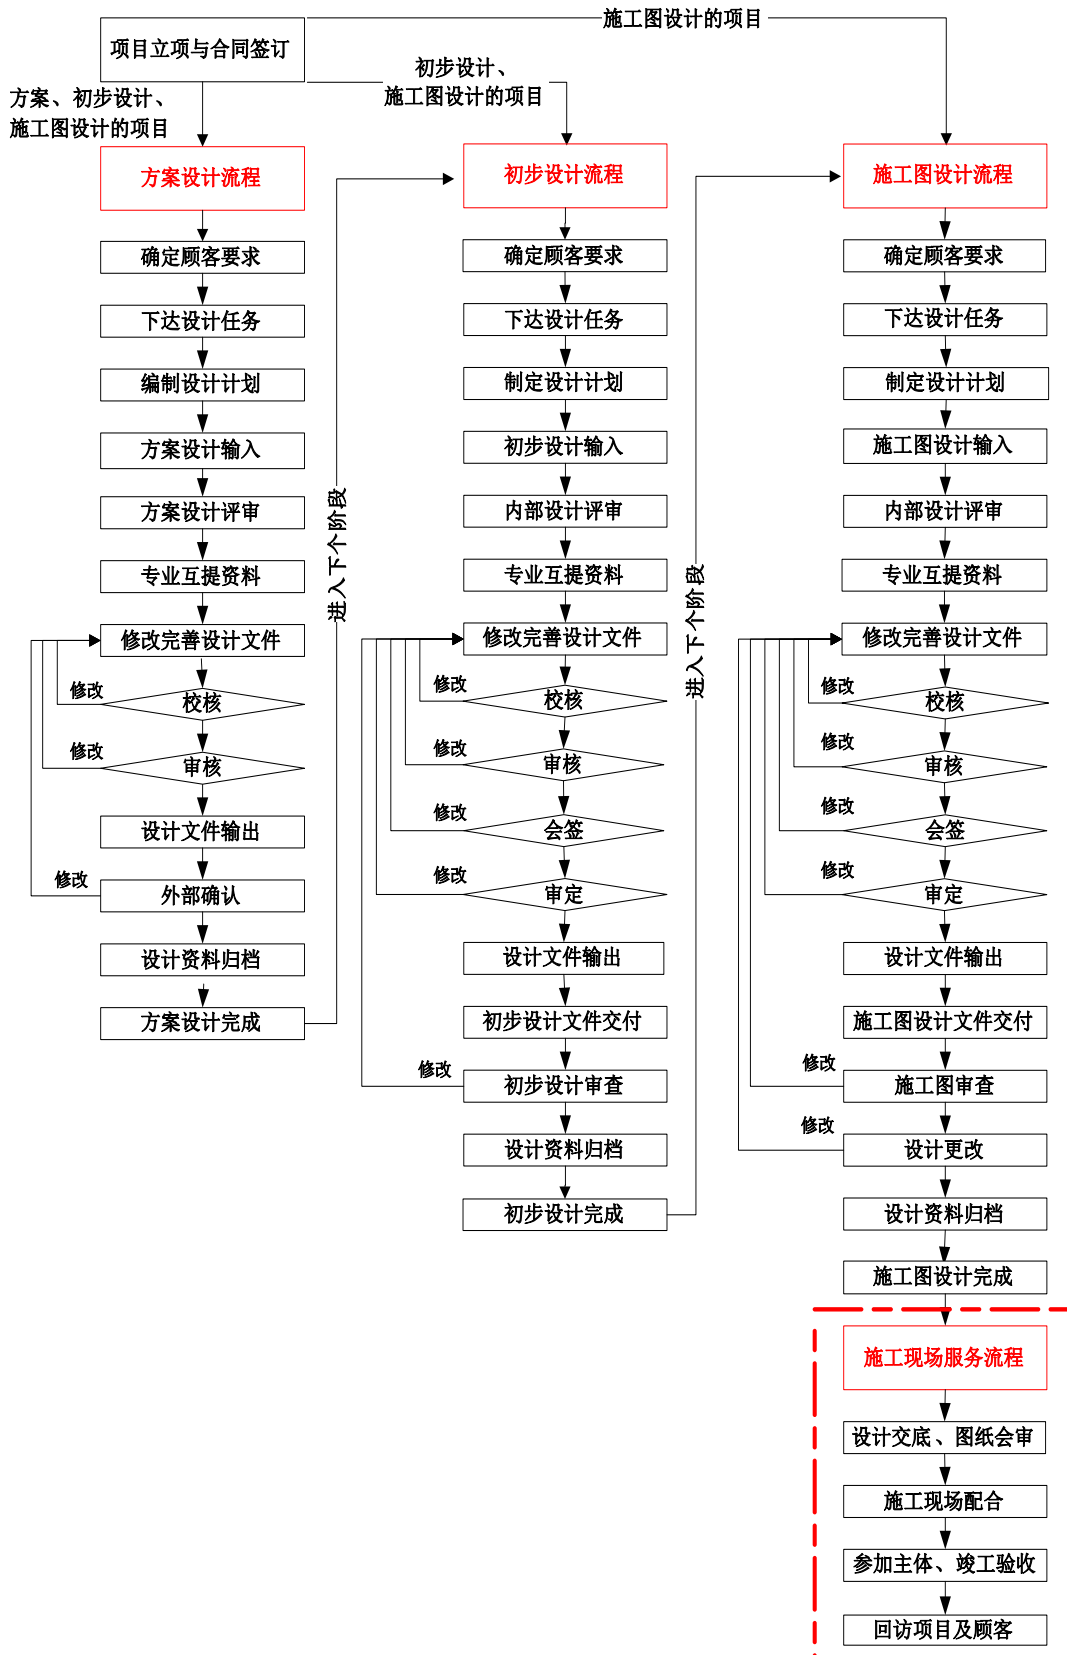 施工图设计的项目
项目立项与合同签订
初步设计、
施工图设计的项目
方案、初步设计、
施工图设计的项目
方案设计流程
确定顾客要求
下达设计任务
编制设计计划
方案设计输入
方案设计评审
专业互提资料
修改完善设计文件
修改
校核
修改
审核
设计文件输出
修改
外部确认
设计资料归档
方案设计完成
进入下个阶段
初步设计流程
确定顾客要求
下达设计任务
制定设计计划
初步设计输入
内部设计评审
专业互提资料
修改完善设计文件
修改
校核
修改
审核
修改
会签
修改
审定
设计文件输出
初步设计文件交付
修改
初步设计审查
设计资料归档
初步设计完成
进入下个阶段
施工图设计流程
确定顾客要求
下达设计任务
制定设计计划
施工图设计输入
内部设计评审
专业互提资料
修改完善设计文件
修改
校核
修改
审核
修改
会签
修改
审定
设计文件输出
施工图设计文件交付
修改
施工图审查
修改
设计更改
设计资料归档
施工图设计完成
施工现场服务流程
设计交底、图纸会审
施工现场配合
参加主体、竣工验收
回访项目及顾客